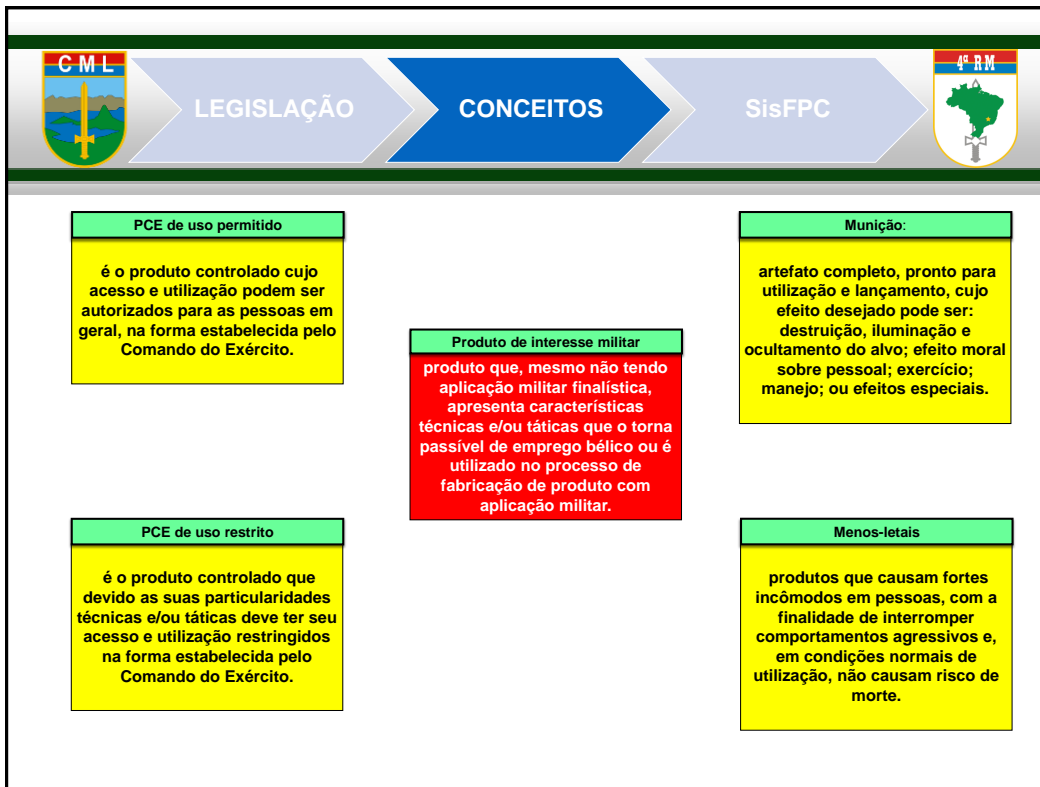 CML
LEGISLAÇÃO
CONCEITOS
SisFPC
4ª RM
PCE de uso permitido
é o produto controlado cujo
acesso e utilização podem ser
autorizados para as pessoas em
geral, na forma estabelecida pelo
Comando do Exército.
Produto de interesse militar
produto que, mesmo não tendo
aplicação militar finalística,
apresenta características
técnicas e/ou táticas que o torna
passível de emprego bélico ou é
utilizado no processo de
fabricação de produto com
aplicação militar.
Munição:
artefato completo, pronto para
utilização e lançamento, cujo
efeito desejado pode ser:
destruição, iluminação e
ocultamento do alvo; efeito moral
sobre pessoal; exercício;
manejo; ou efeitos especiais.
PCE de uso restrito
é o produto controlado que
devido as suas particularidades
técnicas e/ou táticas deve ter seu
acesso e utilização restringidos
na forma estabelecida pelo
Comando do Exército.
Menos-letais
produtos que causam fortes
incômodos em pessoas, com a
finalidade de interromper
comportamentos agressivos e,
em condições normais de
utilização, não causam risco de
morte.